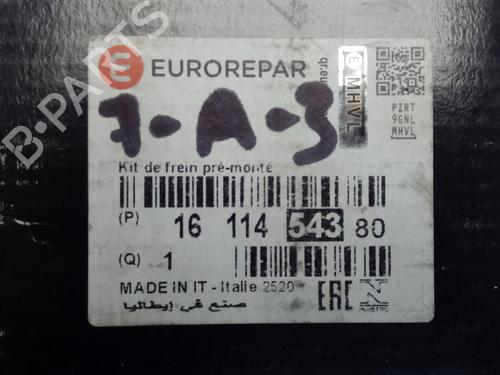 EUROREPAR
MHVL
PZRT
9GNL
MHVL
7-A-3
Kit de frein pré-monté
(P) 16 114 543 80
(Q) 1
MADE IN IT - Italie 2520
صنع في إيطاليا
EAC
B-PARTS